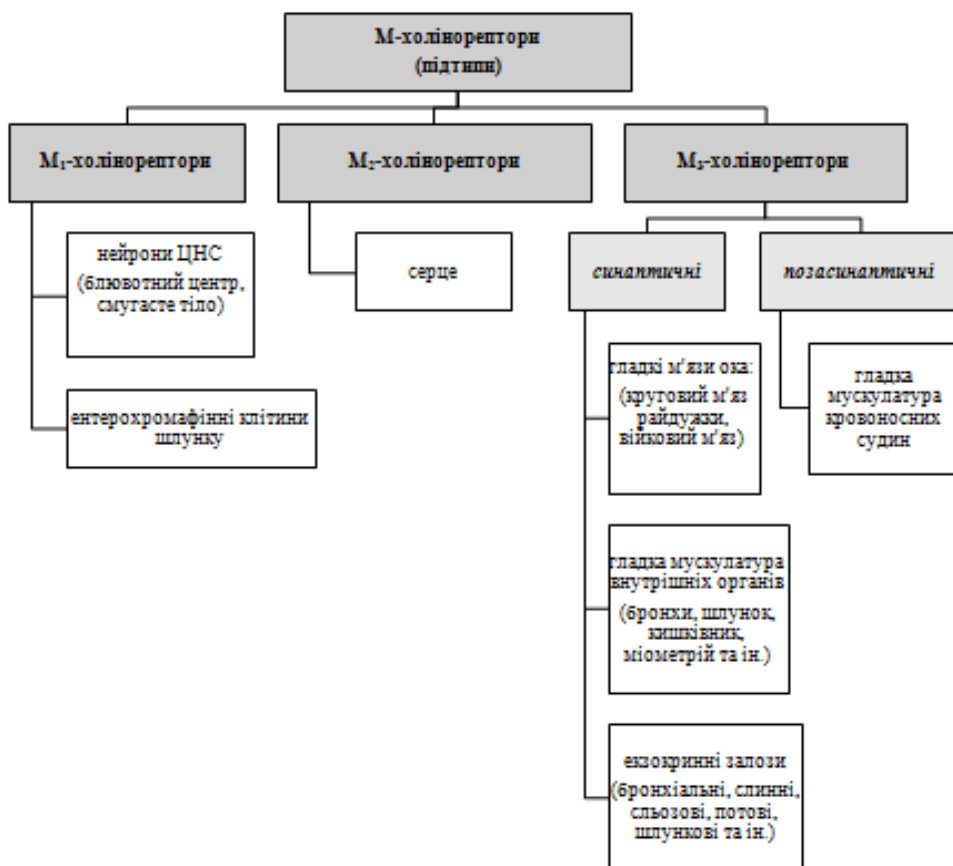 М-холінорептори
(підтипи)
М₁-холінорептори
М₂-холінорептори
М₃-холінорептори
нейрони ЦНС
(блювотний центр,
смугасте тіло)
ентерохромафінні клітини
шлунку
серце
синаптичні
позасинаптичні
гладкі м'язи ока:
(круговий м'яз
райдужки,
війковий м'яз)
гладка
мускулатура
кровоносних
судин
гладка мускулатура
внутрішніх органів
(бронхи, шлунок,
кишківник,
міометрій та ін.)
екзокринні залози
(бронхіальні, слинні,
сльозові, потові,
шлункові та ін.)